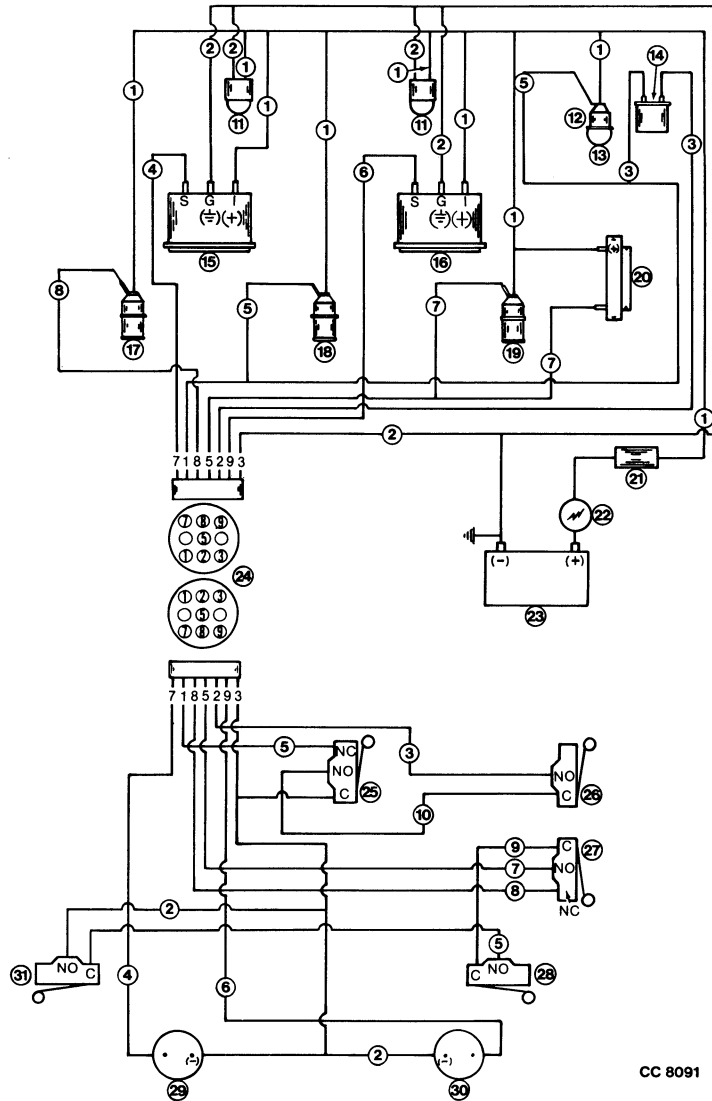 2 2 2
14
1 1 1 1 5
1 1
11 11 12
13
1 2 3 3
4 6
S G I S G I
(⏚) (+) (⏚) (+)
15 16
1
(+)
20
8 5 7
17 18 19
7
2 1
7 1 8 5 2 9 3
21
22
7 8 9
5
1 2 3
(-) (+)
24
1 2 3
5
7 8 9
23
7 1 8 5 2 9 3
5 NC 3
NO NO
C 25 C 26
10
9 C 27
7 NO
8
NC
2
5
31 NO C C NO 28
4 6
(-) 2 (-)
29 30
CC 8091